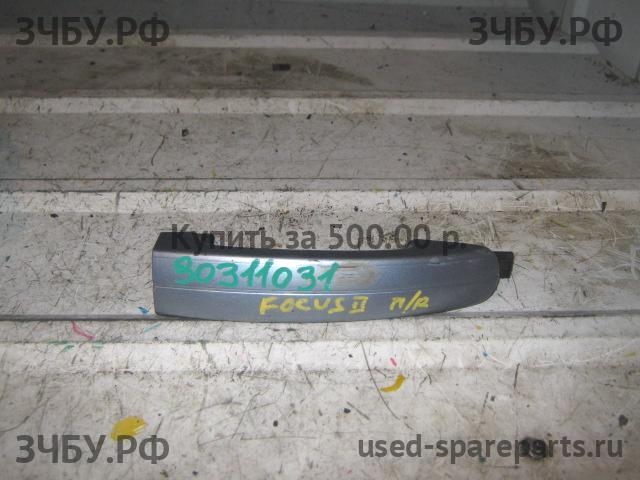 ЗЧБУ.РФ ЗЧБУ.РФ
Купить за 500.00 р.
80311031
FOCUS II П/R
ЗЧБУ.РФ used-spareparts.ru